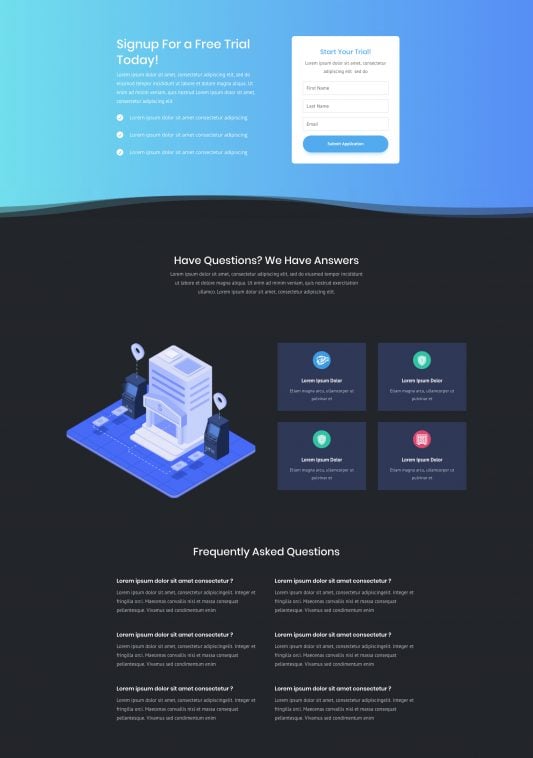 Signup For a Free Trial
Today!
Lorem ipsum dolor sit amet, consectetur adipiscing elit, sed do
eiusmod tempor incididunt ut labore et dolore magna aliqua. Ut
enim ad minim veniam, quis nostrud exercitation ullamco. Lorem
ipsum dolor sit amet, consectetur adipiscing elit
Lorem ipsum dolor sit amet consectetur adipiscing
Lorem ipsum dolor sit amet consectetur adipiscing
Lorem ipsum dolor sit amet consectetur adipiscing
Start Your Trial!
Lorem ipsum dolor sit amet, consectetur
adipiscing elit sed do
First Name
Last Name
Email
Submit Application
Have Questions? We Have Answers
Lorem ipsum dolor sit amet, consectetur adipiscing elit, sed do eiusmod tempor incididunt
ut labore et dolore magna aliqua. Ut enim ad minim veniam, quis nostrud exercitation
ullamco. Lorem ipsum dolor sit amet, consectetur adipiscing elit.
Lorem Ipsum Dolor
Etiam magna arcu, ullamcorper ut
pulvinar et
Lorem Ipsum Dolor
Etiam magna arcu, ullamcorper ut
pulvinar et
Lorem Ipsum Dolor
Etiam magna arcu, ullamcorper ut
pulvinar et
Lorem Ipsum Dolor
Etiam magna arcu, ullamcorper ut
pulvinar et
Frequently Asked Questions
Lorem ipsum dolor sit amet consectetur ?
Lorem ipsum dolor sit amet, consectetur adipiscingelit. Integer et
fringilla orci. Maecenas convallis wisi massa consequat
pellentesque. Vivamus sed condimentum enim
Lorem ipsum dolor sit amet consectetur ?
Lorem ipsum dolor sit amet, consectetur adipiscingelit. Integer et
fringilla orci. Maecenas convallis wisi massa consequat
pellentesque. Vivamus sed condimentum enim
Lorem ipsum dolor sit amet consectetur ?
Lorem ipsum dolor sit amet, consectetur adipiscingelit. Integer et
fringilla orci. Maecenas convallis wisi massa consequat
pellentesque. Vivamus sed condimentum enim
Lorem ipsum dolor sit amet consectetur ?
Lorem ipsum dolor sit amet, consectetur adipiscingelit. Integer et
fringilla orci. Maecenas convallis wisi massa consequat
pellentesque. Vivamus sed condimentum enim
Lorem ipsum dolor sit amet consectetur ?
Lorem ipsum dolor sit amet, consectetur adipiscingelit. Integer et
fringilla orci. Maecenas convallis wisi massa consequat
pellentesque. Vivamus sed condimentum enim
Lorem ipsum dolor sit amet consectetur ?
Lorem ipsum dolor sit amet, consectetur adipiscingelit. Integer et
fringilla orci. Maecenas convallis wisi massa consequat
pellentesque. Vivamus sed condimentum enim